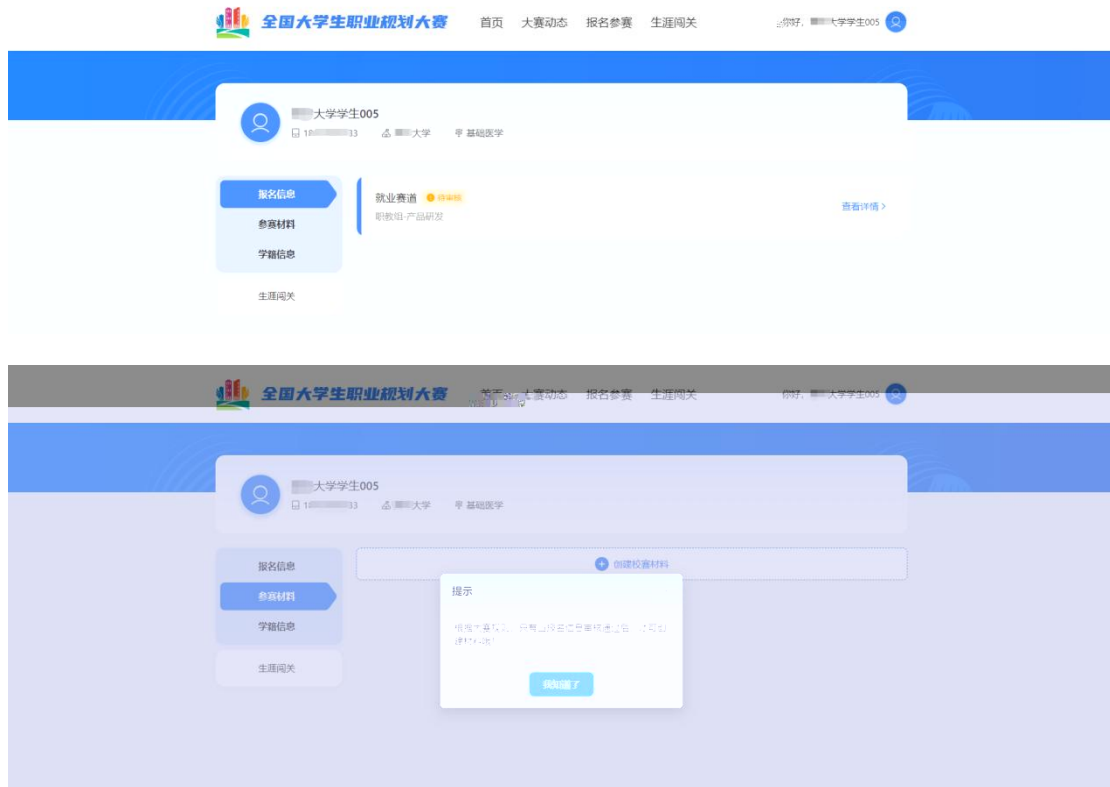 全国大学生职业规划大赛 首页 大赛动态 报名参赛 生涯闯关 你好, 大学学生005
大学学生005
18 33 大学 基础医学
报名信息
就业赛道 待审核
职教组-产品研发
查看详情 >
参赛材料
学籍信息
生涯闯关
全国大学生职业规划大赛 首页 大赛动态 报名参赛 生涯闯关 你好, 大学学生005
大学学生005
18 33 大学 基础医学
报名信息
创建校赛材料
参赛材料
学籍信息
生涯闯关
提示
我知道了